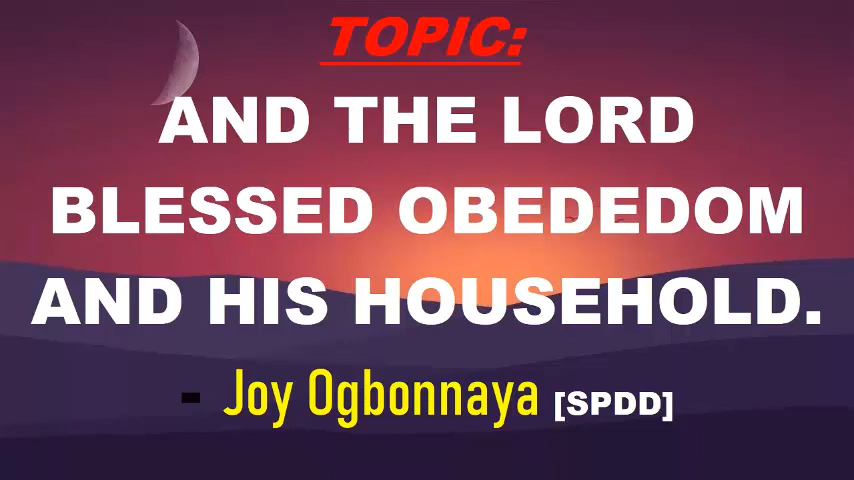 TOPIC:
AND THE LORD
BLESSED OBEDEDOM
AND HIS HOUSEHOLD.
- Joy Ogbonnaya [SPDD]